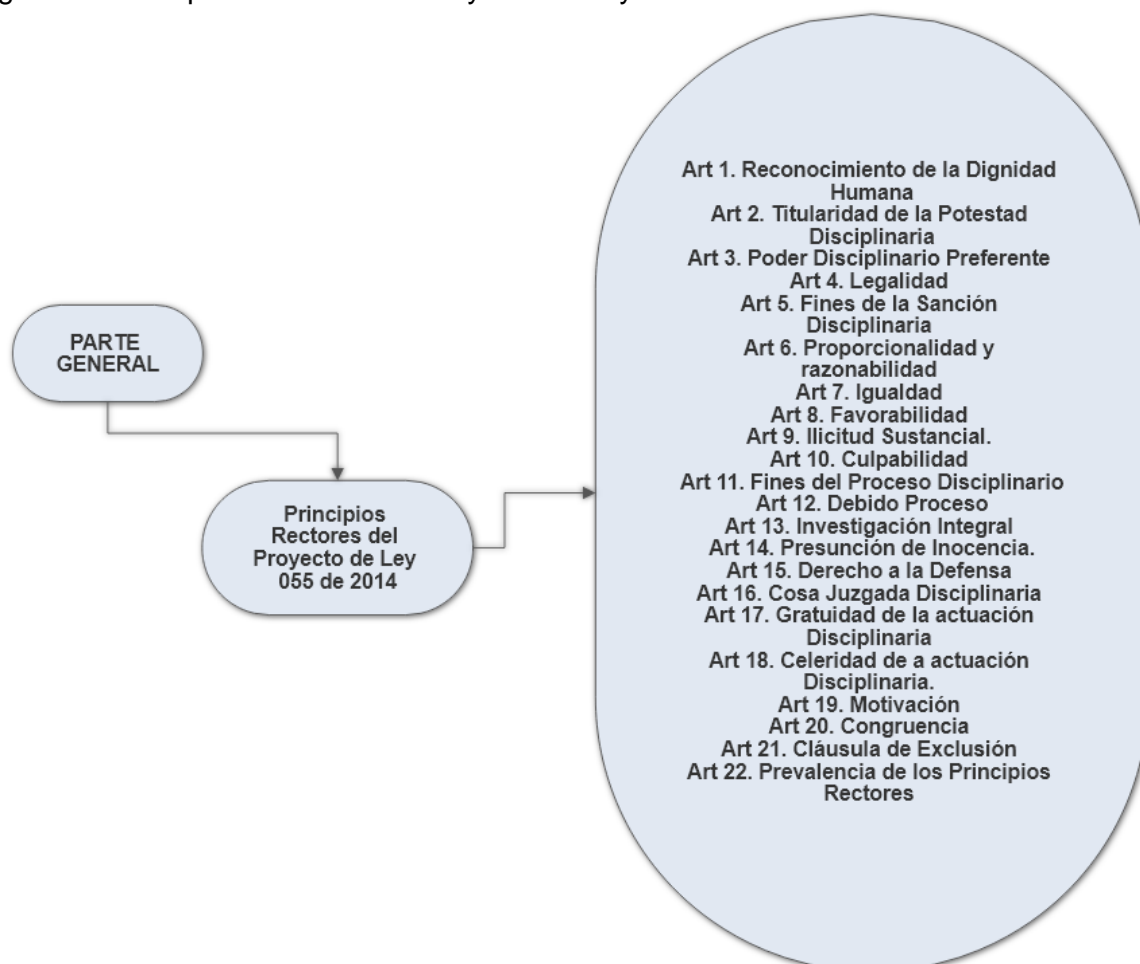 PARTE
GENERAL
Principios
Rectores del
Proyecto de Ley
055 de 2014
Art 1. Reconocimiento de la Dignidad
Humana
Art 2. Titularidad de la Potestad
Disciplinaria
Art 3. Poder Disciplinario Preferente
Art 4. Legalidad
Art 5. Fines de la Sanción
Disciplinaria
Art 6. Proporcionalidad y
razonabilidad
Art 7. Igualdad
Art 8. Favorabilidad
Art 9. Ilicitud Sustancial.
Art 10. Culpabilidad
Art 11. Fines del Proceso Disciplinario
Art 12. Debido Proceso
Art 13. Investigación Integral
Art 14. Presunción de Inocencia.
Art 15. Derecho a la Defensa
Art 16. Cosa Juzgada Disciplinaria
Art 17. Gratuidad de la actuación
Disciplinaria
Art 18. Celeridad de a actuación
Disciplinaria.
Art 19. Motivación
Art 20. Congruencia
Art 21. Cláusula de Exclusión
Art 22. Prevalencia de los Principios
Rectores